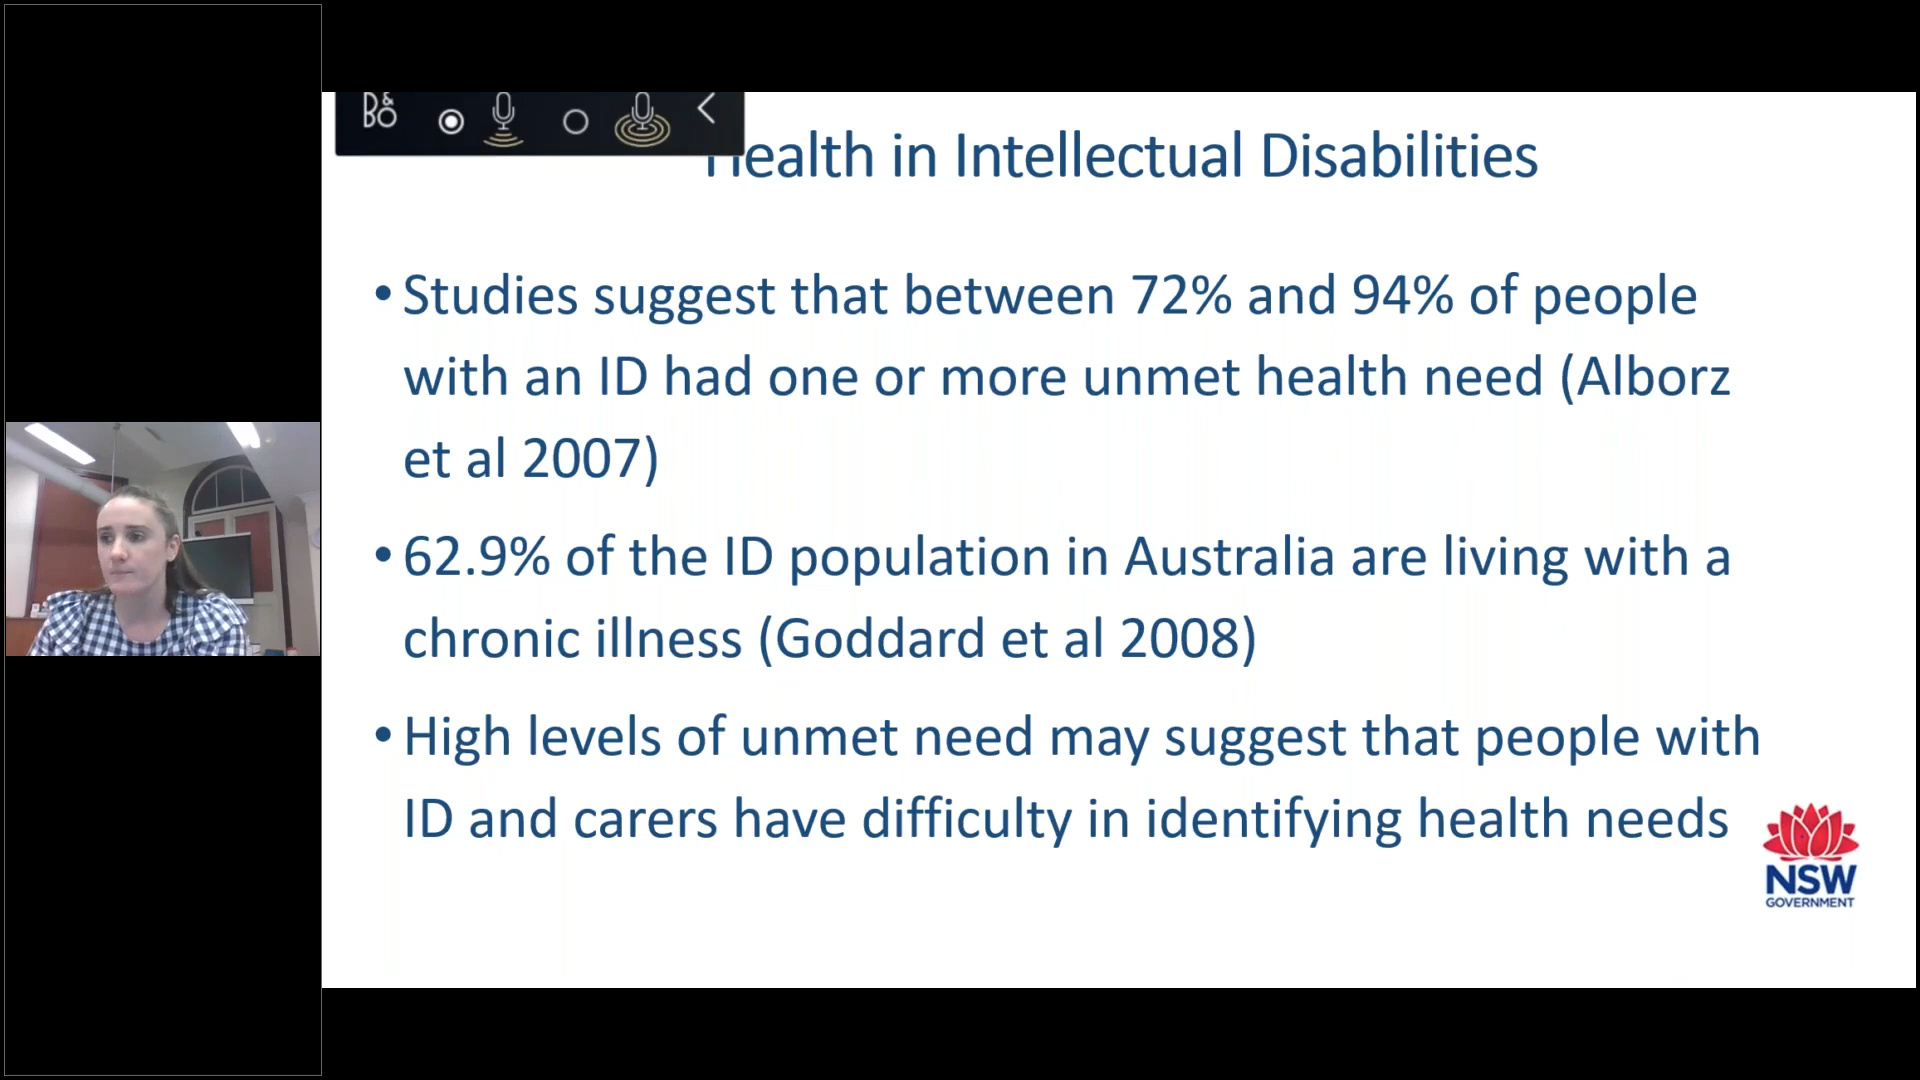 B&O
Health in Intellectual Disabilities
• Studies suggest that between 72% and 94% of people
with an ID had one or more unmet health need (Alborz
et al 2007)
• 62.9% of the ID population in Australia are living with a
chronic illness (Goddard et al 2008)
• High levels of unmet need may suggest that people with
ID and carers have difficulty in identifying health needs
NSW
GOVERNMENT